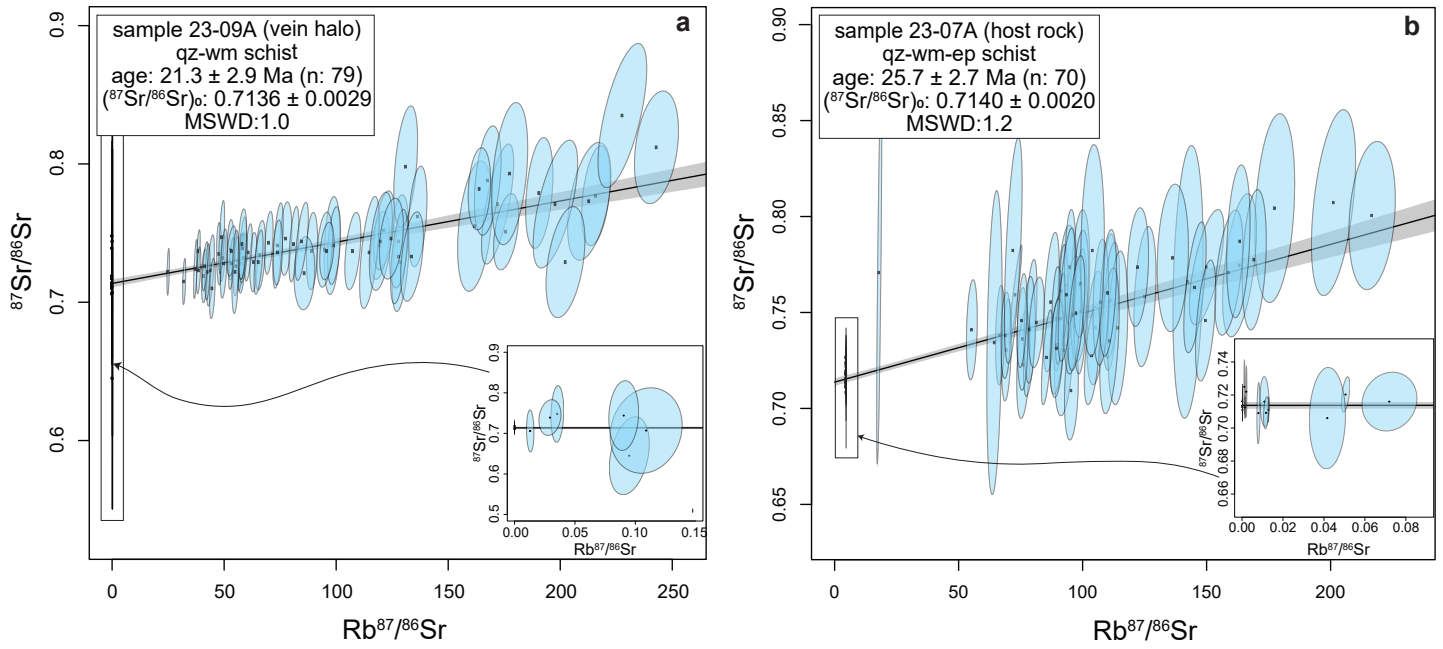 a
sample 23-09A (vein halo)
qz-wm schist
age: 21.3 ± 2.9 Ma (n: 79)
(⁸⁷Sr/⁸⁶Sr)₀: 0.7136 ± 0.0029
MSWD:1.0
⁸⁷Sr/⁸⁶Sr
0.9
0.8
0.7
0.6
0 50 100 150 200 250
Rb⁸⁷/⁸⁶Sr
⁸⁷Sr/⁸⁶Sr
0.9
0.8
0.7
0.6
0.5
0.00 0.05 0.10 0.15
Rb⁸⁷/⁸⁶Sr
b
sample 23-07A (host rock)
qz-wm-ep schist
age: 25.7 ± 2.7 Ma (n: 70)
(⁸⁷Sr/⁸⁶Sr)₀: 0.7140 ± 0.0020
MSWD:1.2
⁸⁷Sr/⁸⁶Sr
0.90
0.85
0.80
0.75
0.70
0.65
0 50 100 150 200
Rb⁸⁷/⁸⁶Sr
⁸⁷Sr/⁸⁶Sr
0.74
0.72
0.70
0.68
0.66
0.00 0.02 0.04 0.06 0.08
Rb⁸⁷/⁸⁶Sr